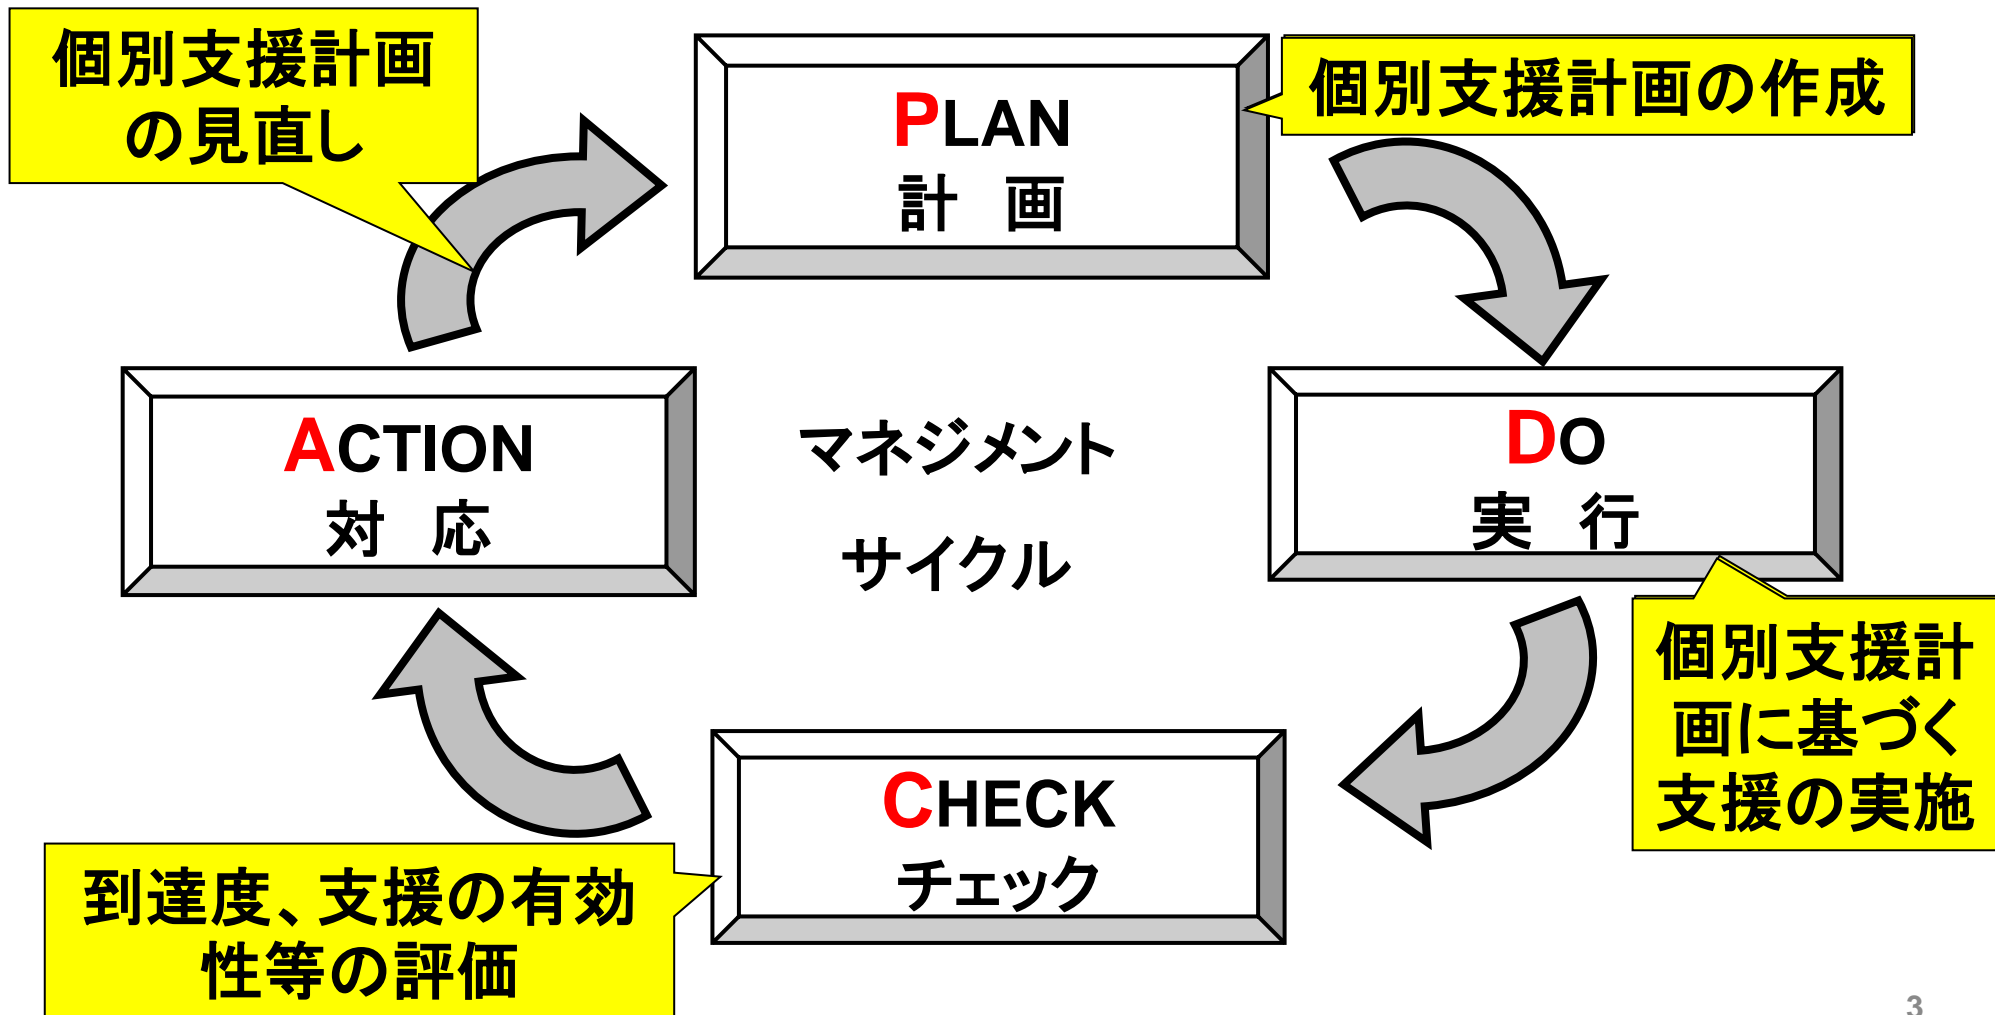 個別支援計画
の見直し
PLAN
計　画
個別支援計画の作成
ACTION
対　応
マネジメント
サイクル
DO
実　行
個別支援計
画に基づく
支援の実施
CHECK
チェック
到達度、支援の有効
性等の評価
3